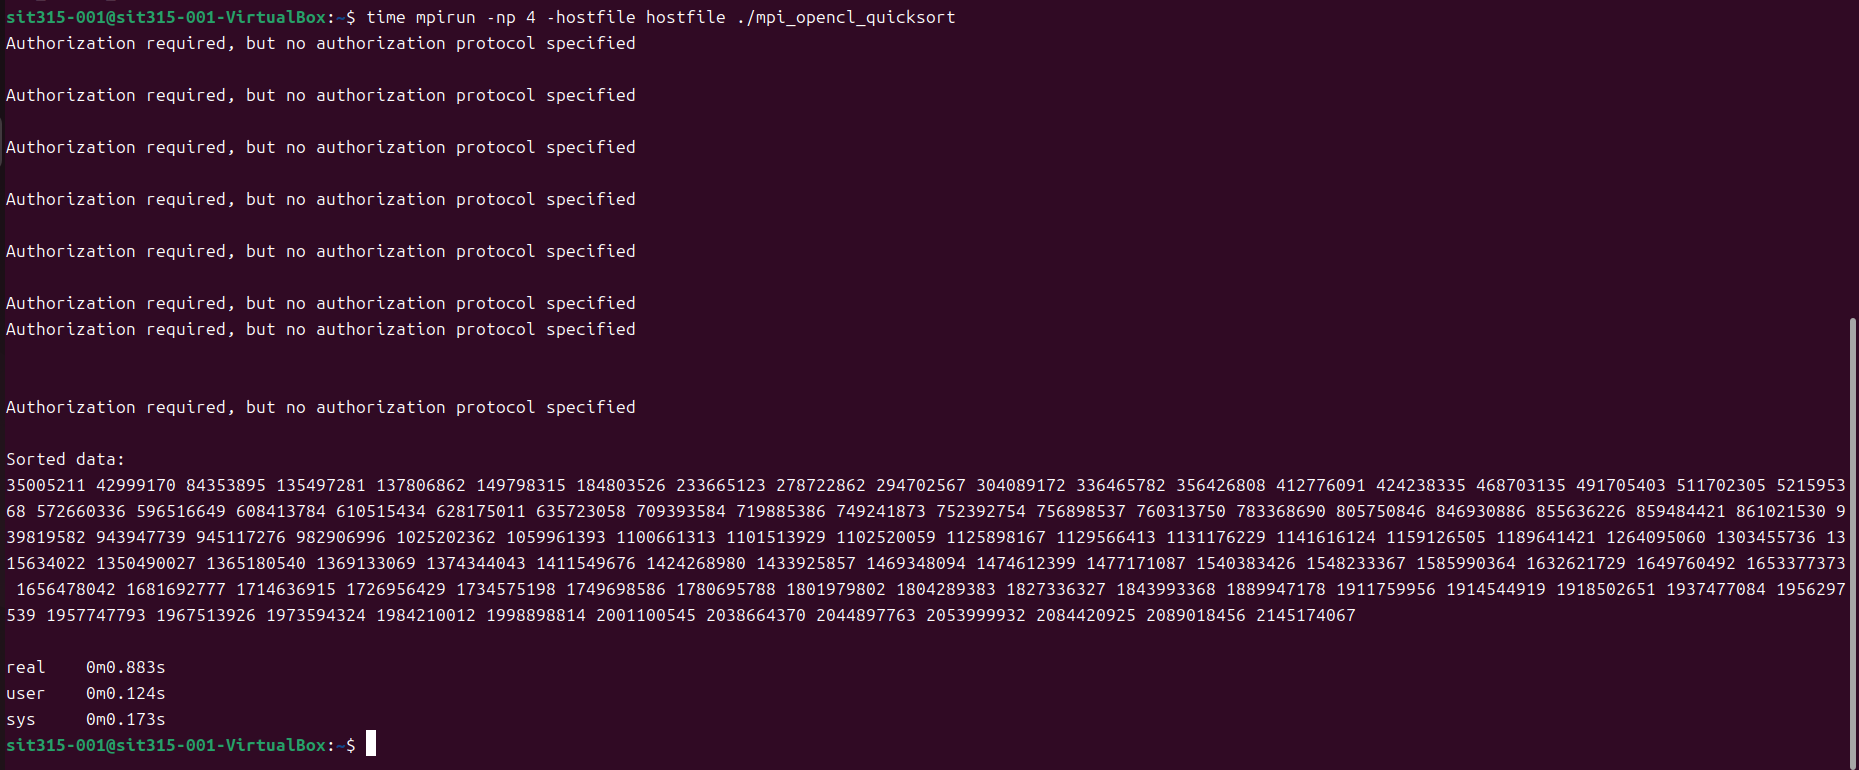 sit315-001@sit315-001-VirtualBox:~$ time mpirun -np 4 -hostfile hostfile ./mpi_opencl_quicksort
Authorization required, but no authorization protocol specified
Authorization required, but no authorization protocol specified
Authorization required, but no authorization protocol specified
Authorization required, but no authorization protocol specified
Authorization required, but no authorization protocol specified
Authorization required, but no authorization protocol specified
Authorization required, but no authorization protocol specified
Authorization required, but no authorization protocol specified
Sorted data:
35005211 42999170 84353895 135497281 137806862 149798315 184803526 233665123 278722862 294702567 304089172 336465782 356426808 412776091 424238335 468703135 491705403 511702305 5215953
68 572660336 596516649 608413784 610515434 628175011 635723058 709393584 719885386 749241873 752392754 756898537 760313750 783368690 805750846 846930886 855636226 859484421 861021530 9
39819582 943947739 945117276 982906996 1025202362 1059961393 1100661313 1101513929 1102520059 1125898167 1129566413 1131176229 1141616124 1159126505 1189641421 1264095060 1303455736 13
15634022 1350490027 1365180540 1369133069 1374344043 1411549676 1424268980 1433925857 1469348094 1474612399 1477171087 1540383426 1548233367 1585990364 1632621729 1649760492 1653377373
1656478042 1681692777 1714636915 1726956429 1734575198 1749698586 1780695788 1801979802 1804289383 1827336327 1843993368 1889947178 1911759956 1914544919 1918502651 1937477084 1956297
539 1957747793 1967513926 1973594324 1984210012 1998898814 2001100545 2038664370 2044897763 2053999932 2084420925 2089018456 2145174067
real 0m0.883s
user 0m0.124s
sys 0m0.173s
sit315-001@sit315-001-VirtualBox:~$